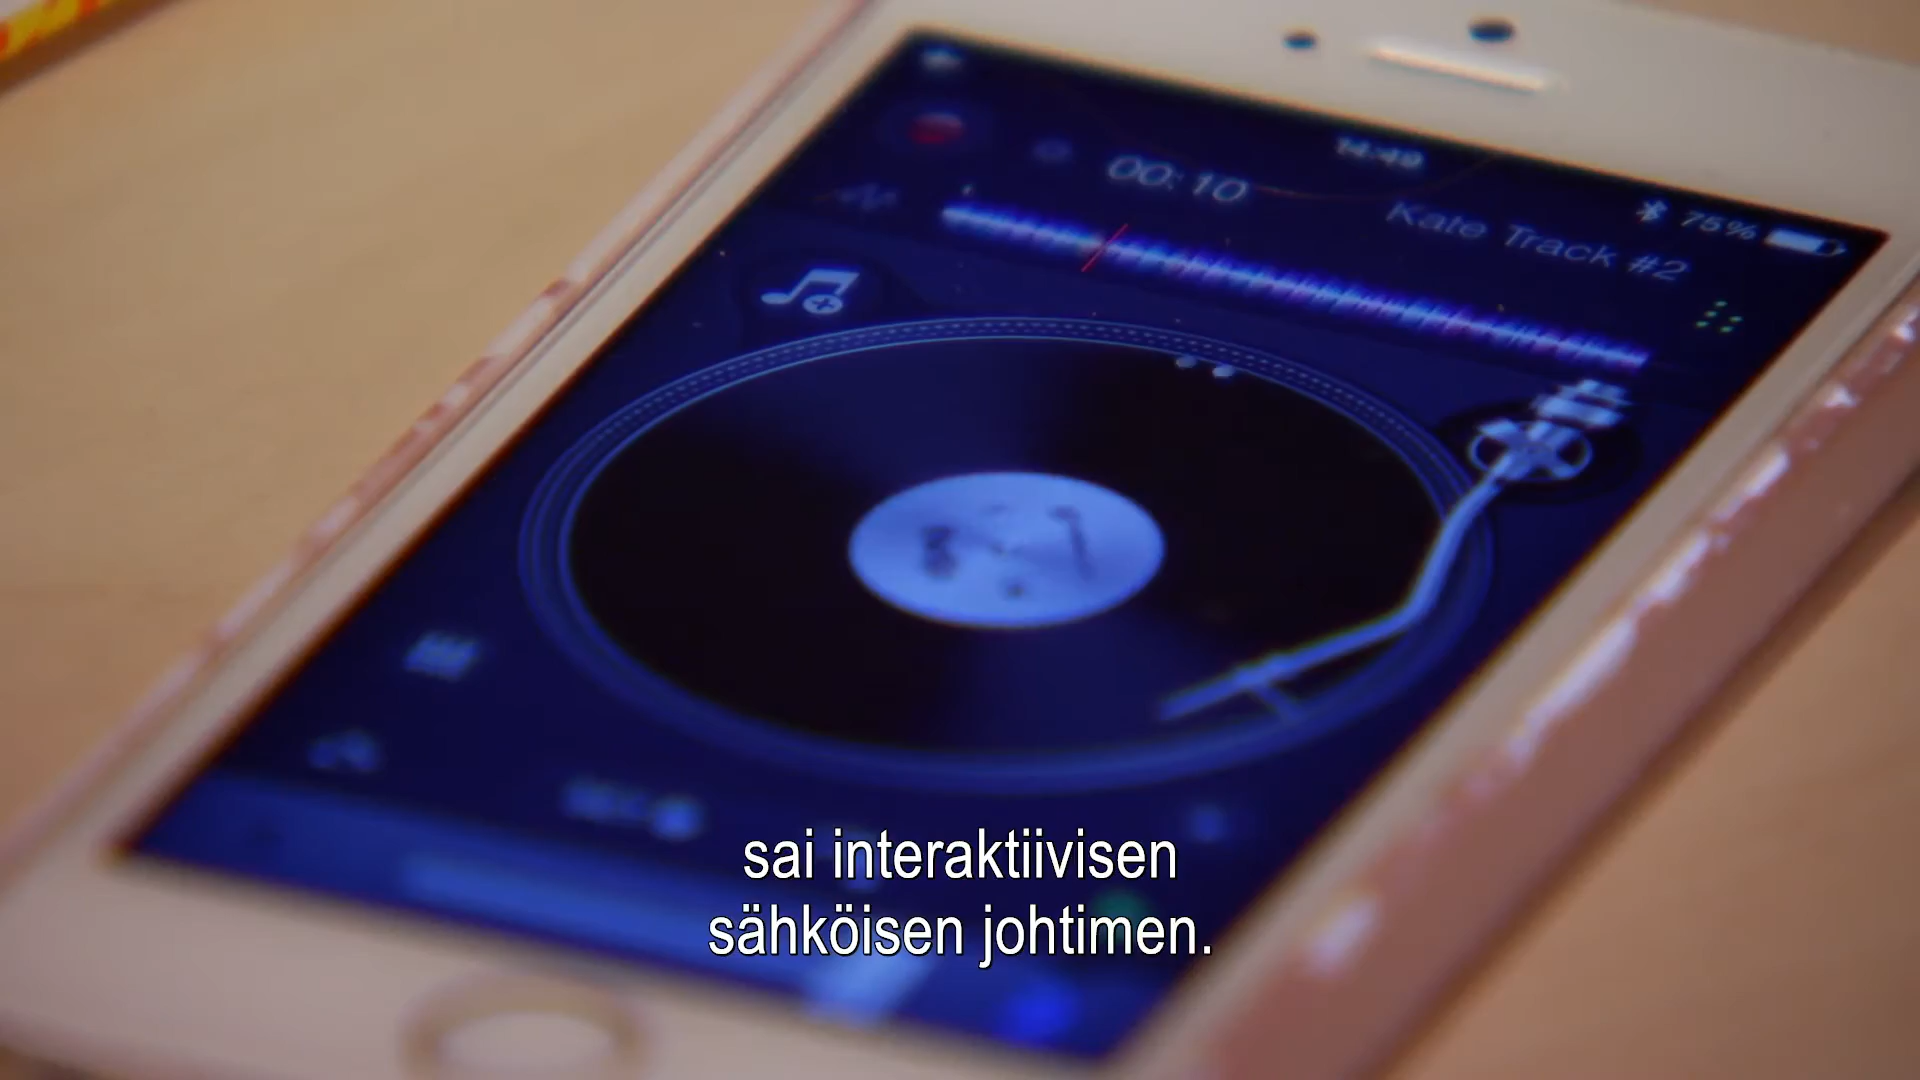 14:49
75%
00:10
Kate Track #2
sai interaktiivisen
sähköisen johtimen.